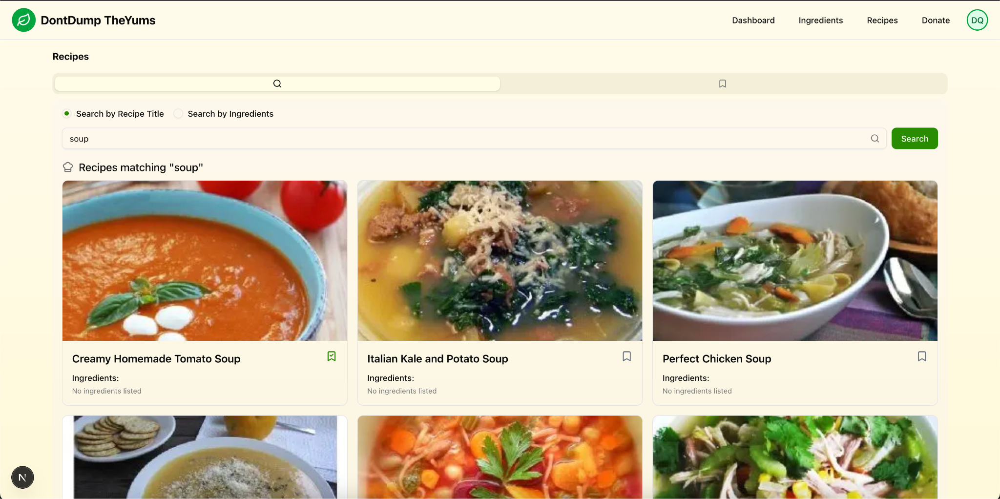 DontDump TheYums
Dashboard Ingredients Recipes Donate DQ
Recipes
Search by Recipe Title Search by Ingredients
soup
Search
Recipes matching "soup"
Creamy Homemade Tomato Soup
Ingredients:
No ingredients listed
Italian Kale and Potato Soup
Ingredients:
No ingredients listed
Perfect Chicken Soup
Ingredients:
No ingredients listed
N